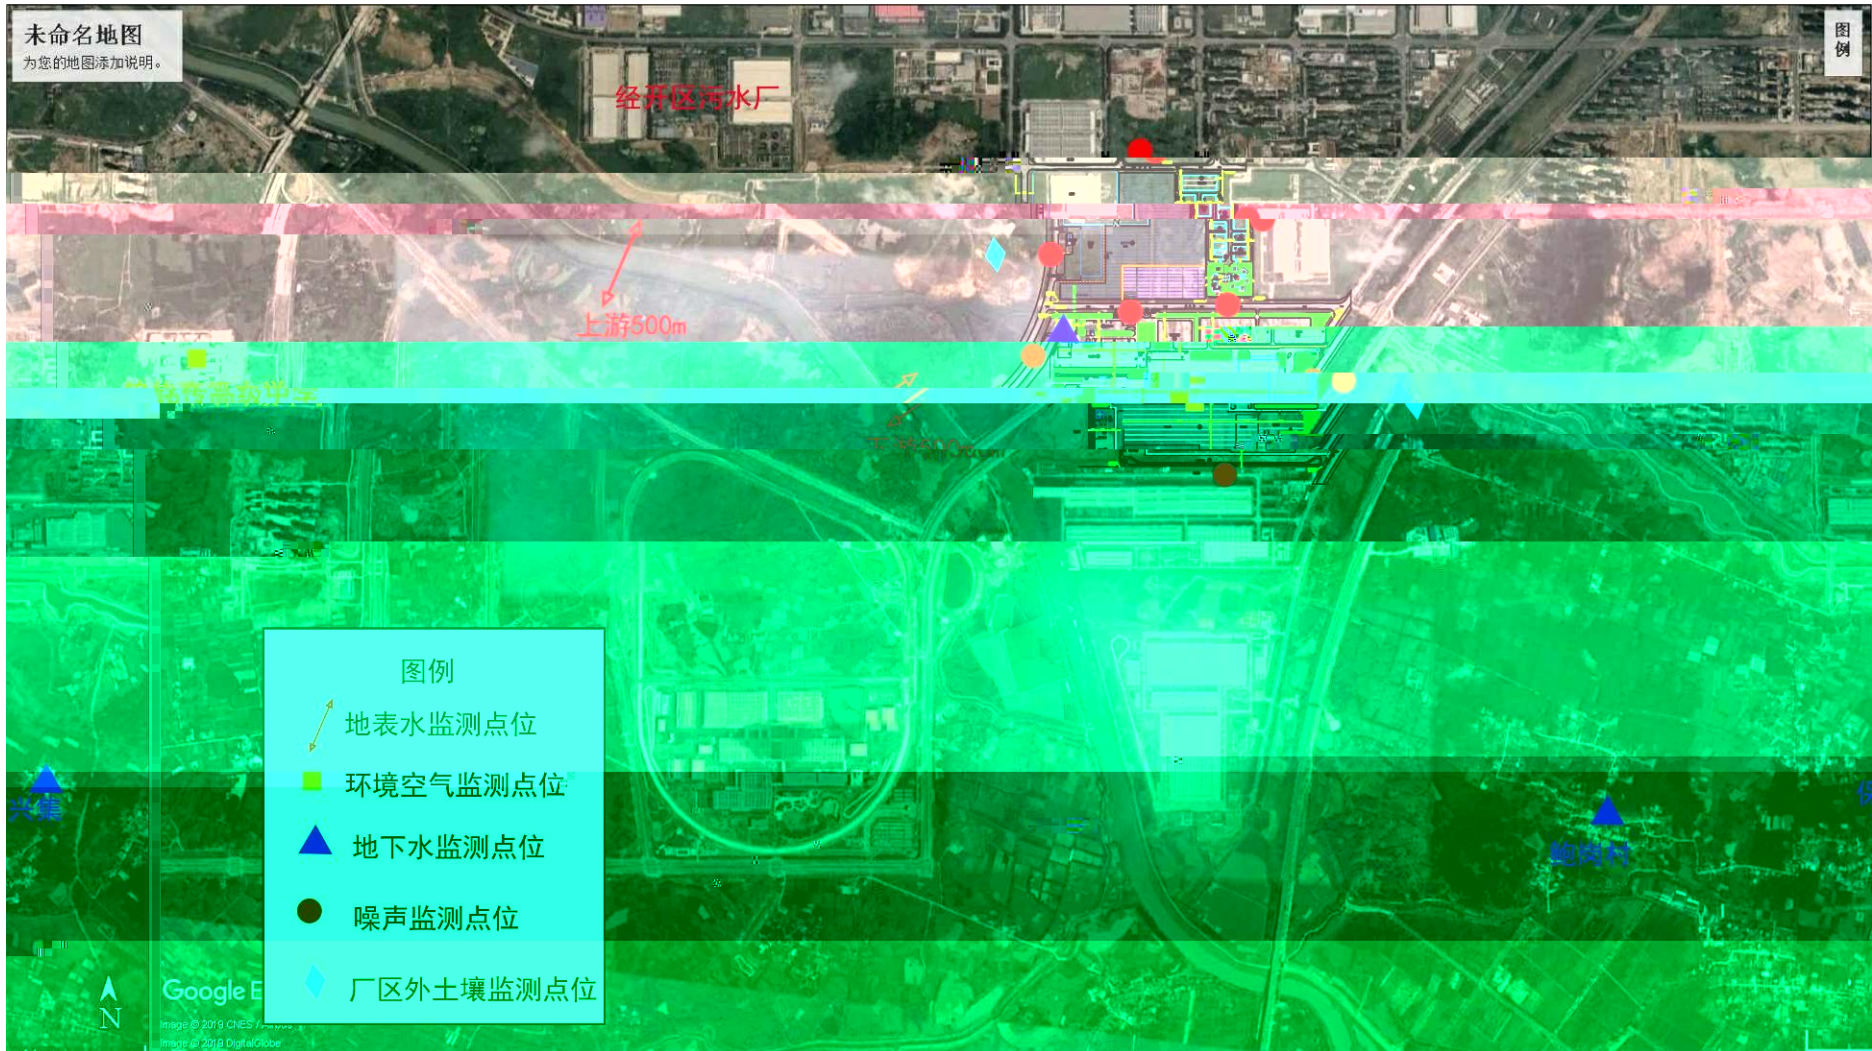 未命名地图
为您的地图添加说明。
图
例
经开区污水厂
上游500m
兴集
鲍岗村
图例
地表水监测点位
环境空气监测点位
地下水监测点位
噪声监测点位
厂区外土壤监测点位
N
Google E
Image © 2019 CNES /
Image © 2019 DigitalGlobe